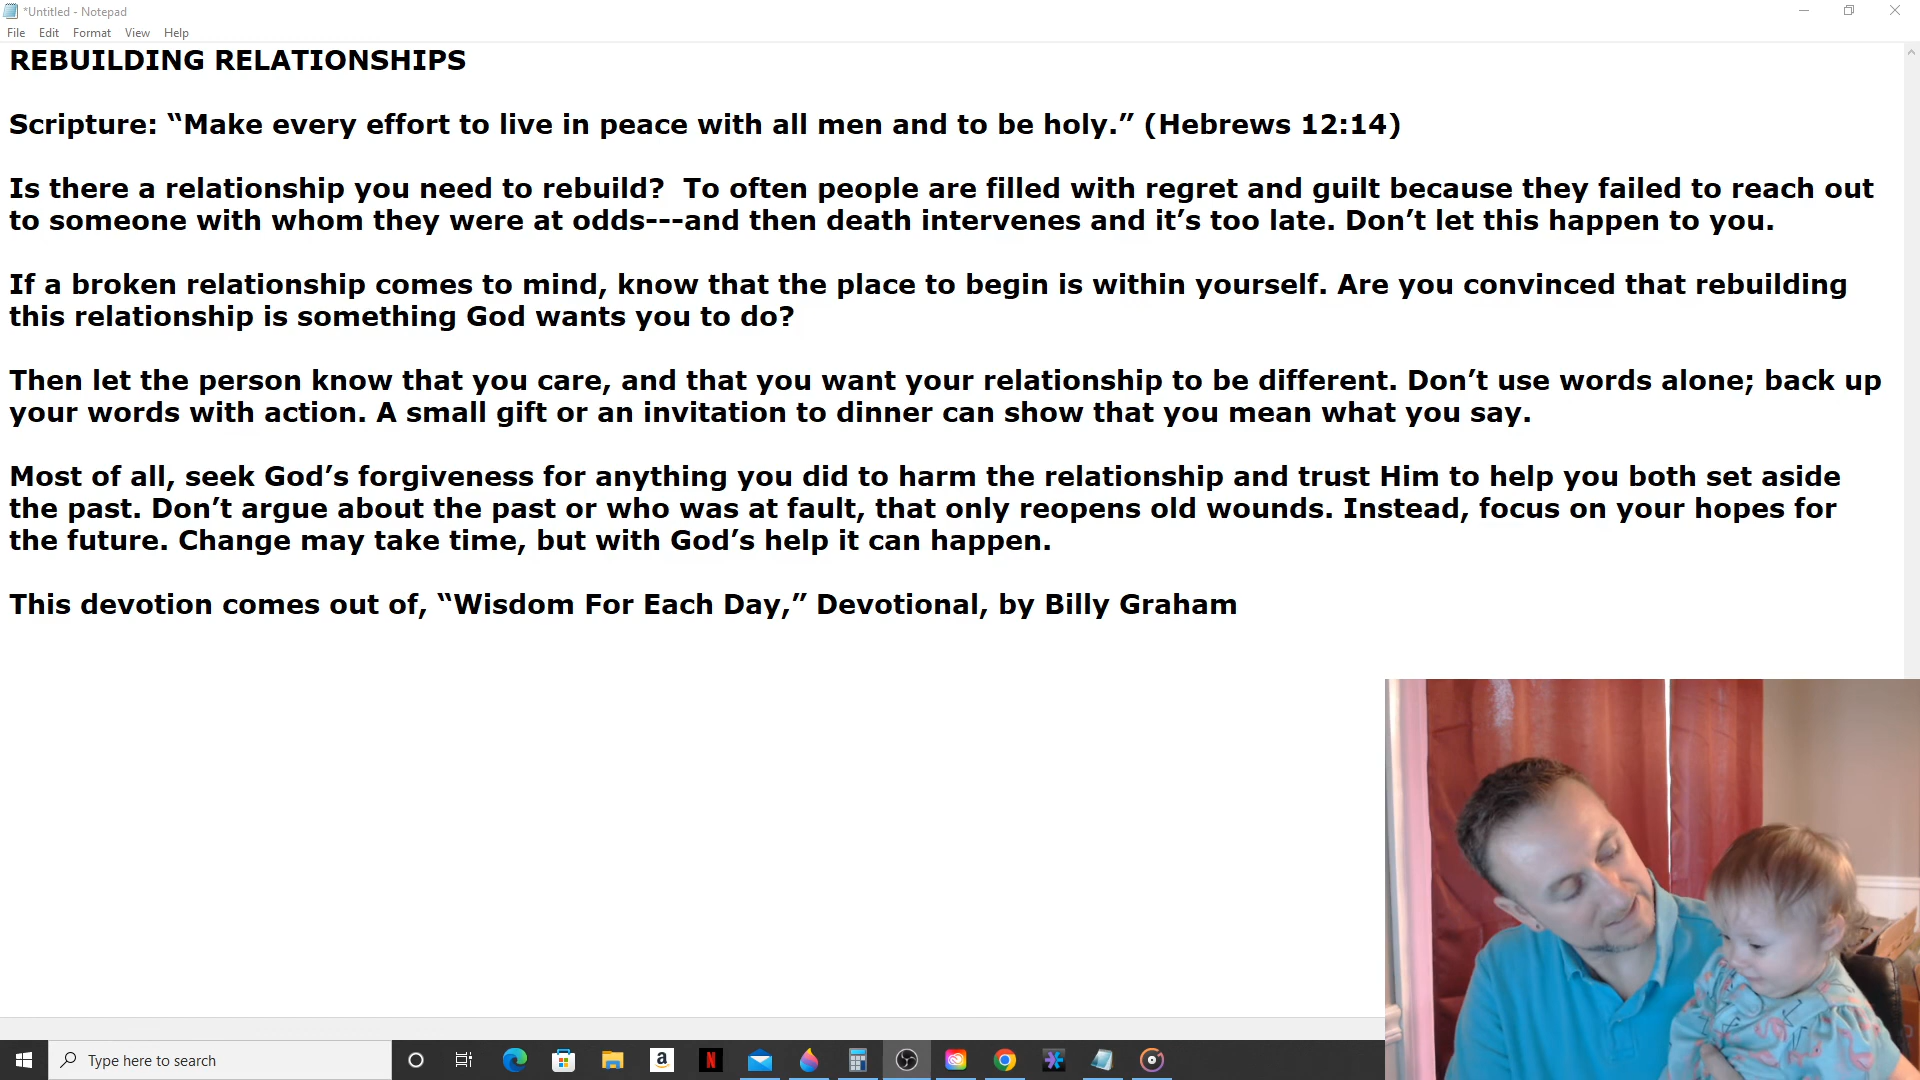 *Untitled - Notepad
File Edit Format View Help
REBUILDING RELATIONSHIPS
Scripture: “Make every effort to live in peace with all men and to be holy.” (Hebrews 12:14)
Is there a relationship you need to rebuild?  To often people are filled with regret and guilt because they failed to reach out
to someone with whom they were at odds---and then death intervenes and it’s too late. Don’t let this happen to you.
If a broken relationship comes to mind, know that the place to begin is within yourself. Are you convinced that rebuilding
this relationship is something God wants you to do?
Then let the person know that you care, and that you want your relationship to be different. Don’t use words alone; back up
your words with action. A small gift or an invitation to dinner can show that you mean what you say.
Most of all, seek God’s forgiveness for anything you did to harm the relationship and trust Him to help you both set aside
the past. Don’t argue about the past or who was at fault, that only reopens old wounds. Instead, focus on your hopes for
the future. Change may take time, but with God’s help it can happen.
This devotion comes out of, “Wisdom For Each Day,” Devotional, by Billy Graham
Type here to search
a
N